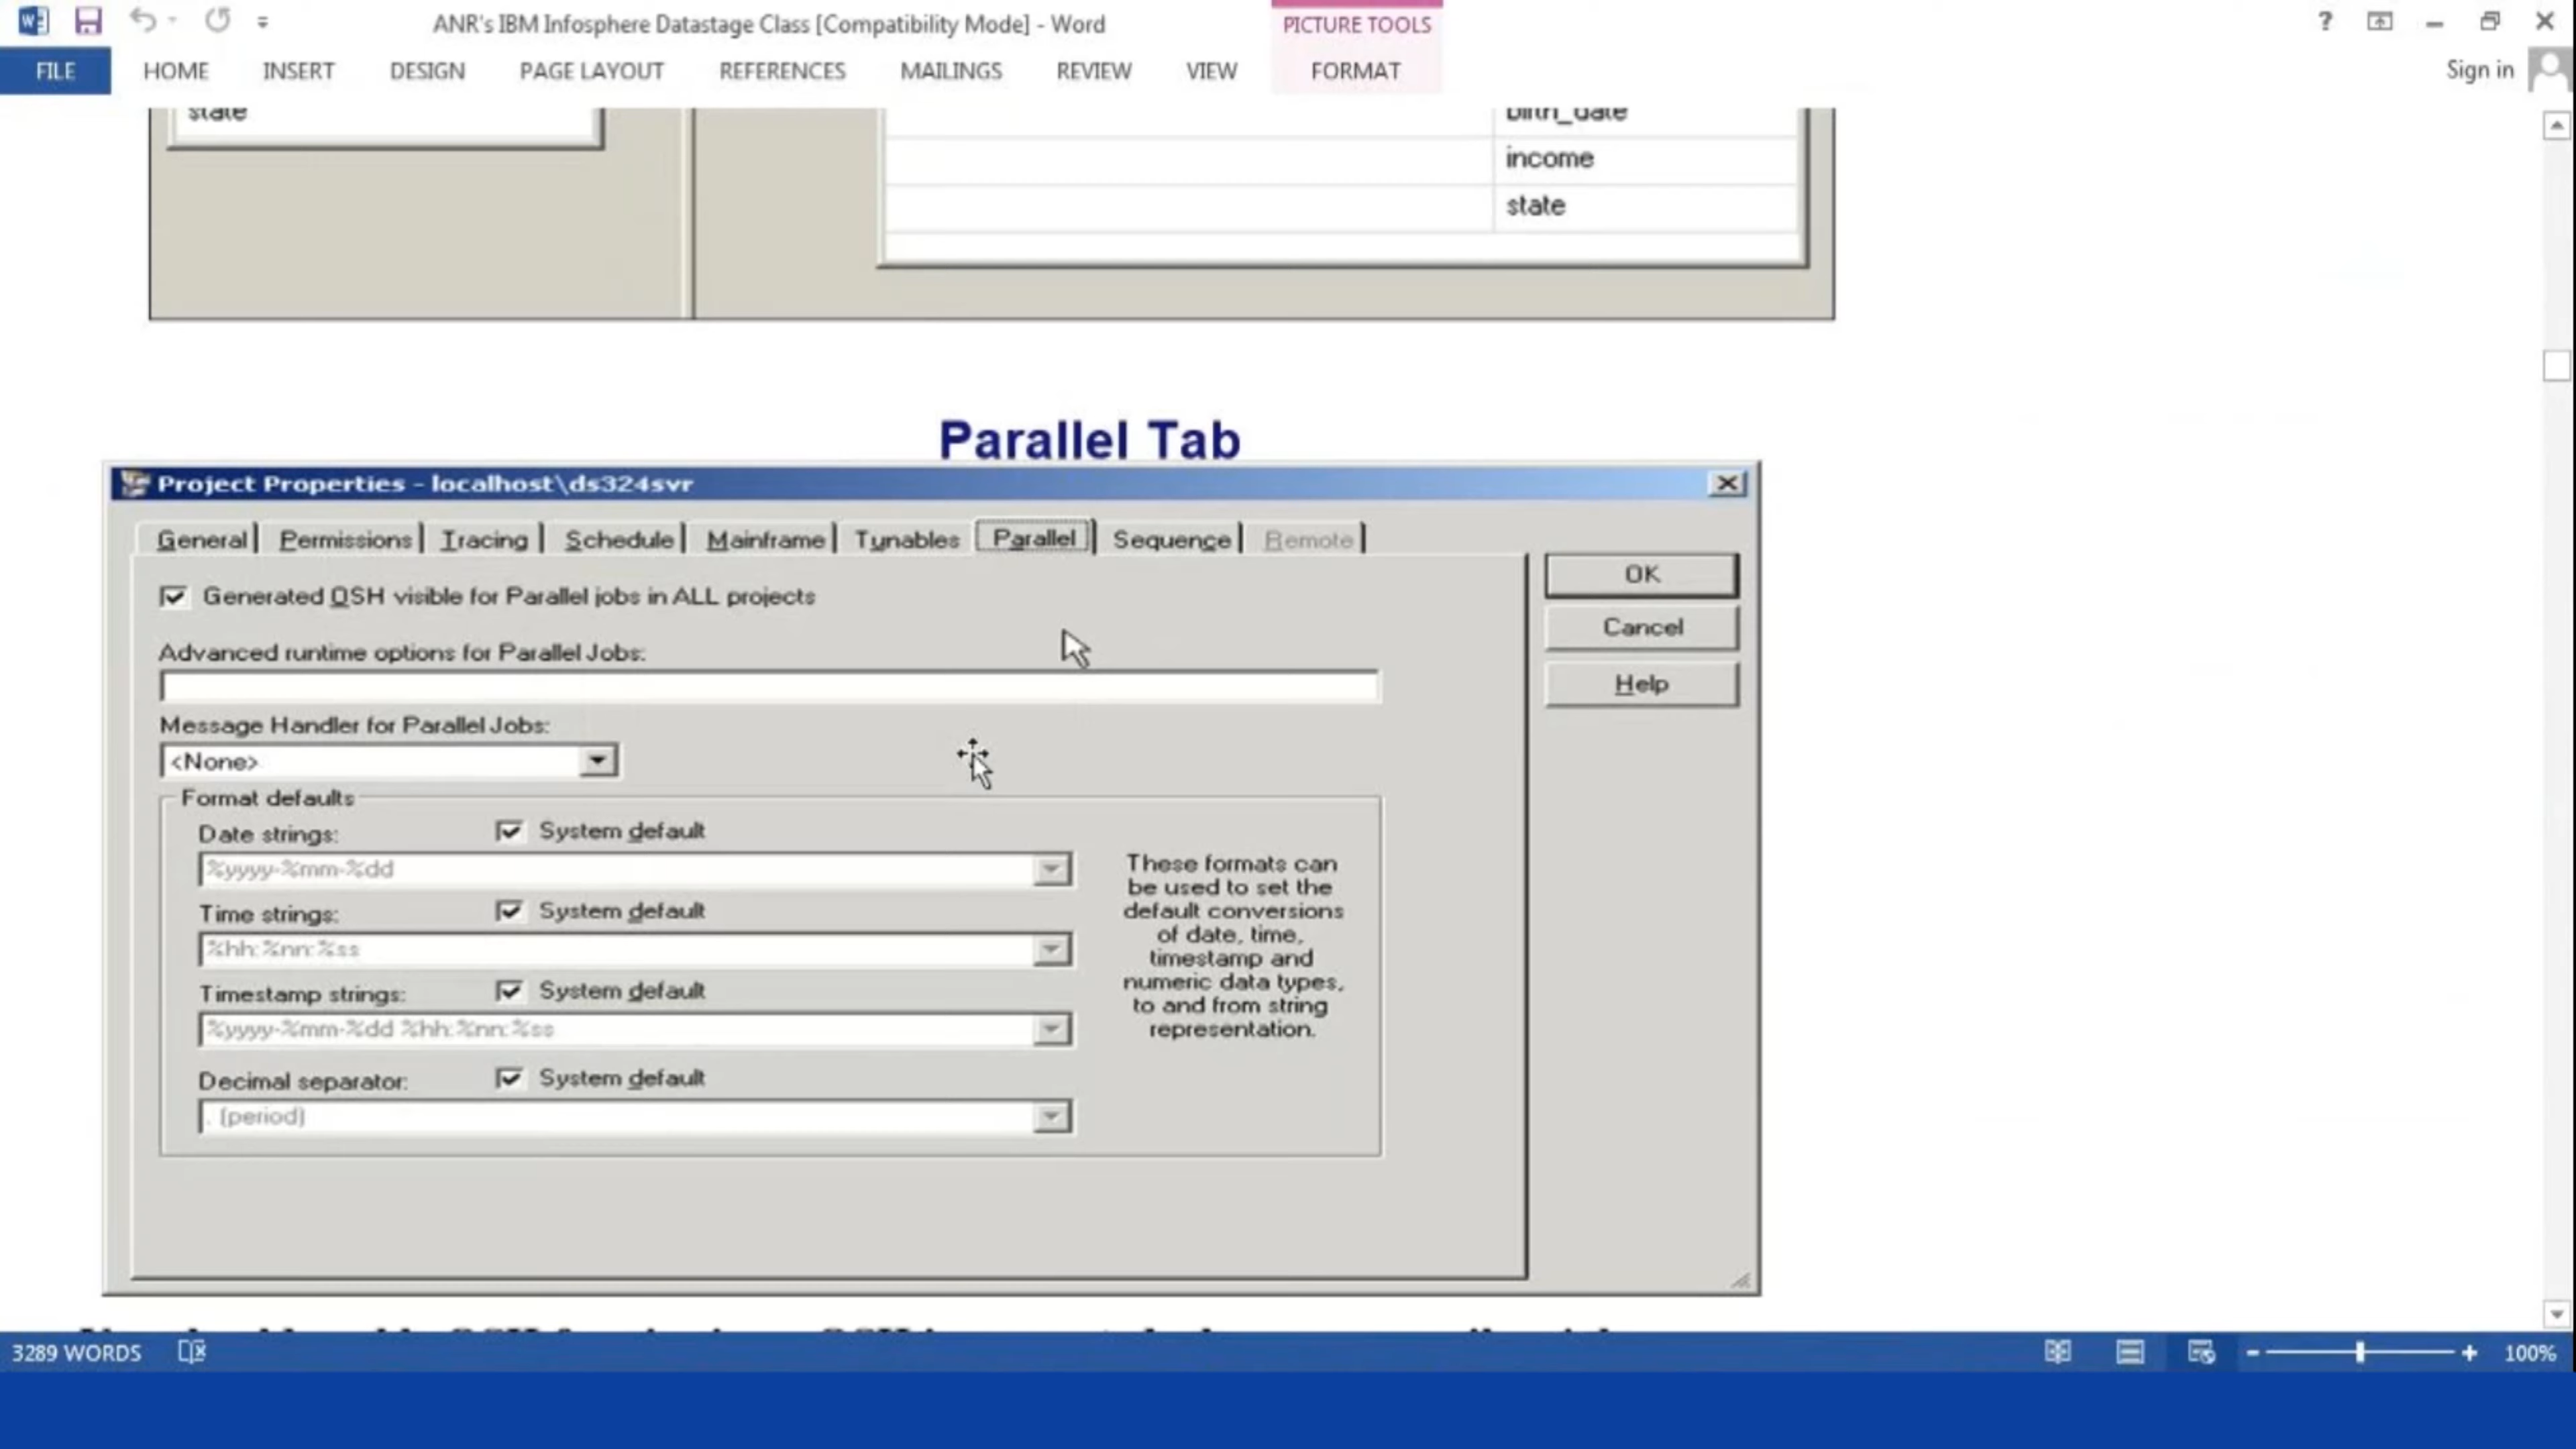 ANR's IBM Infosphere Datastage Class [Compatibility Mode] - Word
PICTURE TOOLS
?
FILE HOME INSERT DESIGN PAGE LAYOUT REFERENCES MAILINGS REVIEW VIEW FORMAT
Sign in
state
birth_date
income
state
Parallel Tab
Project Properties - localhost\ds324svr
General Permissions Tracing Schedule Mainframe Tunables Parallel Sequence Remote
Generated OSH visible for Parallel jobs in ALL projects
OK
Cancel
Help
Advanced runtime options for Parallel Jobs:
Message Handler for Parallel Jobs:
<None>
Format defaults
Date strings: System default
%yyyy-%mm-%dd
Time strings: System default
%hh:%nn:%ss
Timestamp strings: System default
%yyyy-%mm-%dd %hh:%nn:%ss
Decimal separator: System default
. (period)
These formats can
be used to set the
default conversions
of date, time,
timestamp and
numeric data types,
to and from string
representation.
3289 WORDS
100%